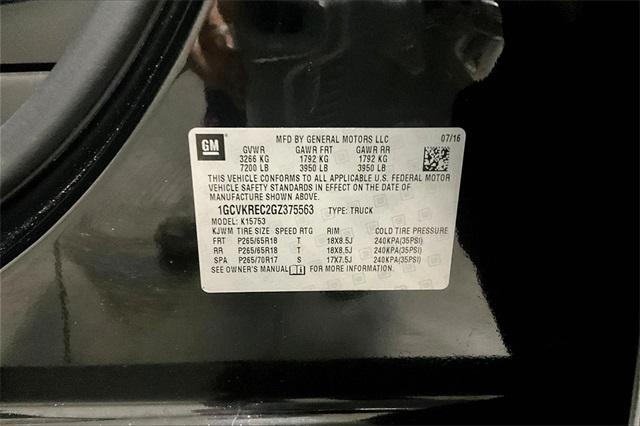 GM MFD BY GENERAL MOTORS LLC 07/16
GVWR GAWR FRT GAWR RR
3266 KG 1792 KG 1792 KG
7200 LB 3950 LB 3950 LB
THIS VEHICLE CONFORMS TO ALL APPLICABLE U.S. FEDERAL MOTOR
VEHICLE SAFETY STANDARDS IN EFFECT ON THE DATE OF
MANUFACTURE SHOWN ABOVE.
1GCVKREC2GZ375563 TYPE: TRUCK
MODEL: K15753
KJWM TIRE SIZE SPEED RTG RIM COLD TIRE PRESSURE
FRT P265/65R18 T 18X8.5J 240KPA(35PSI)
RR P265/65R18 T 18X8.5J 240KPA(35PSI)
SPA P265/70R17 S 17X7.5J 240KPA(35PSI)
SEE OWNER'S MANUAL FOR MORE INFORMATION.